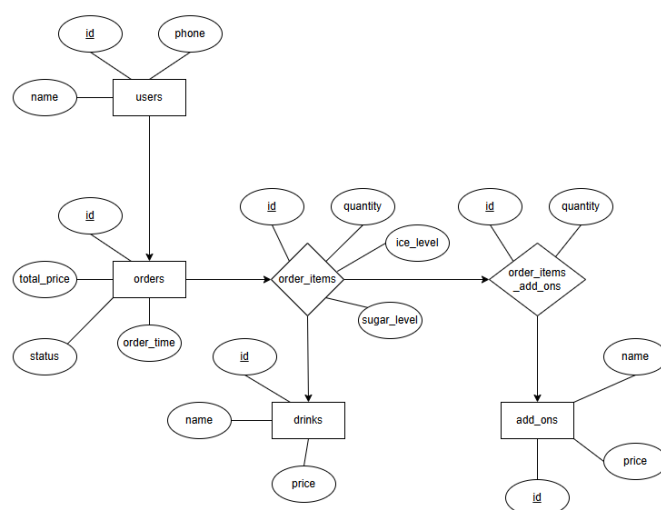 id
phone
name
users
id
id
quantity
id
quantity
ice_level
total_price
orders
order_items
order_items
_add_ons
sugar_level
status
order_time
id
name
name
drinks
add_ons
price
price
id